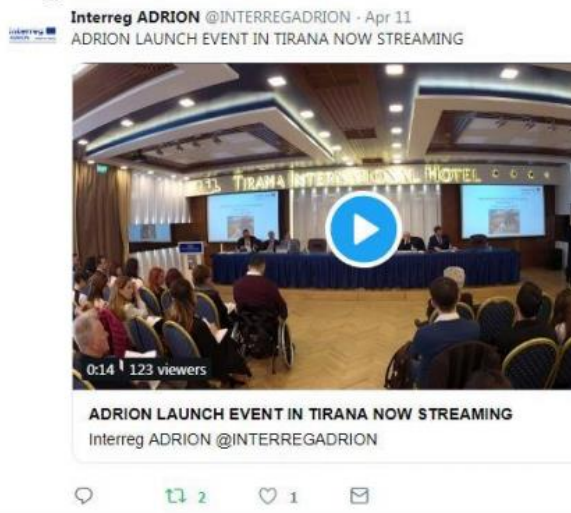 Interreg ADRION @INTERREGADRION · Apr 11
Interreg
ADRION LAUNCH EVENT IN TIRANA NOW STREAMING
TIRANA INTERNATIONAL HOTEL
0:14 123 viewers
ADRION LAUNCH EVENT IN TIRANA NOW STREAMING
Interreg ADRION @INTERREGADRION
2 1